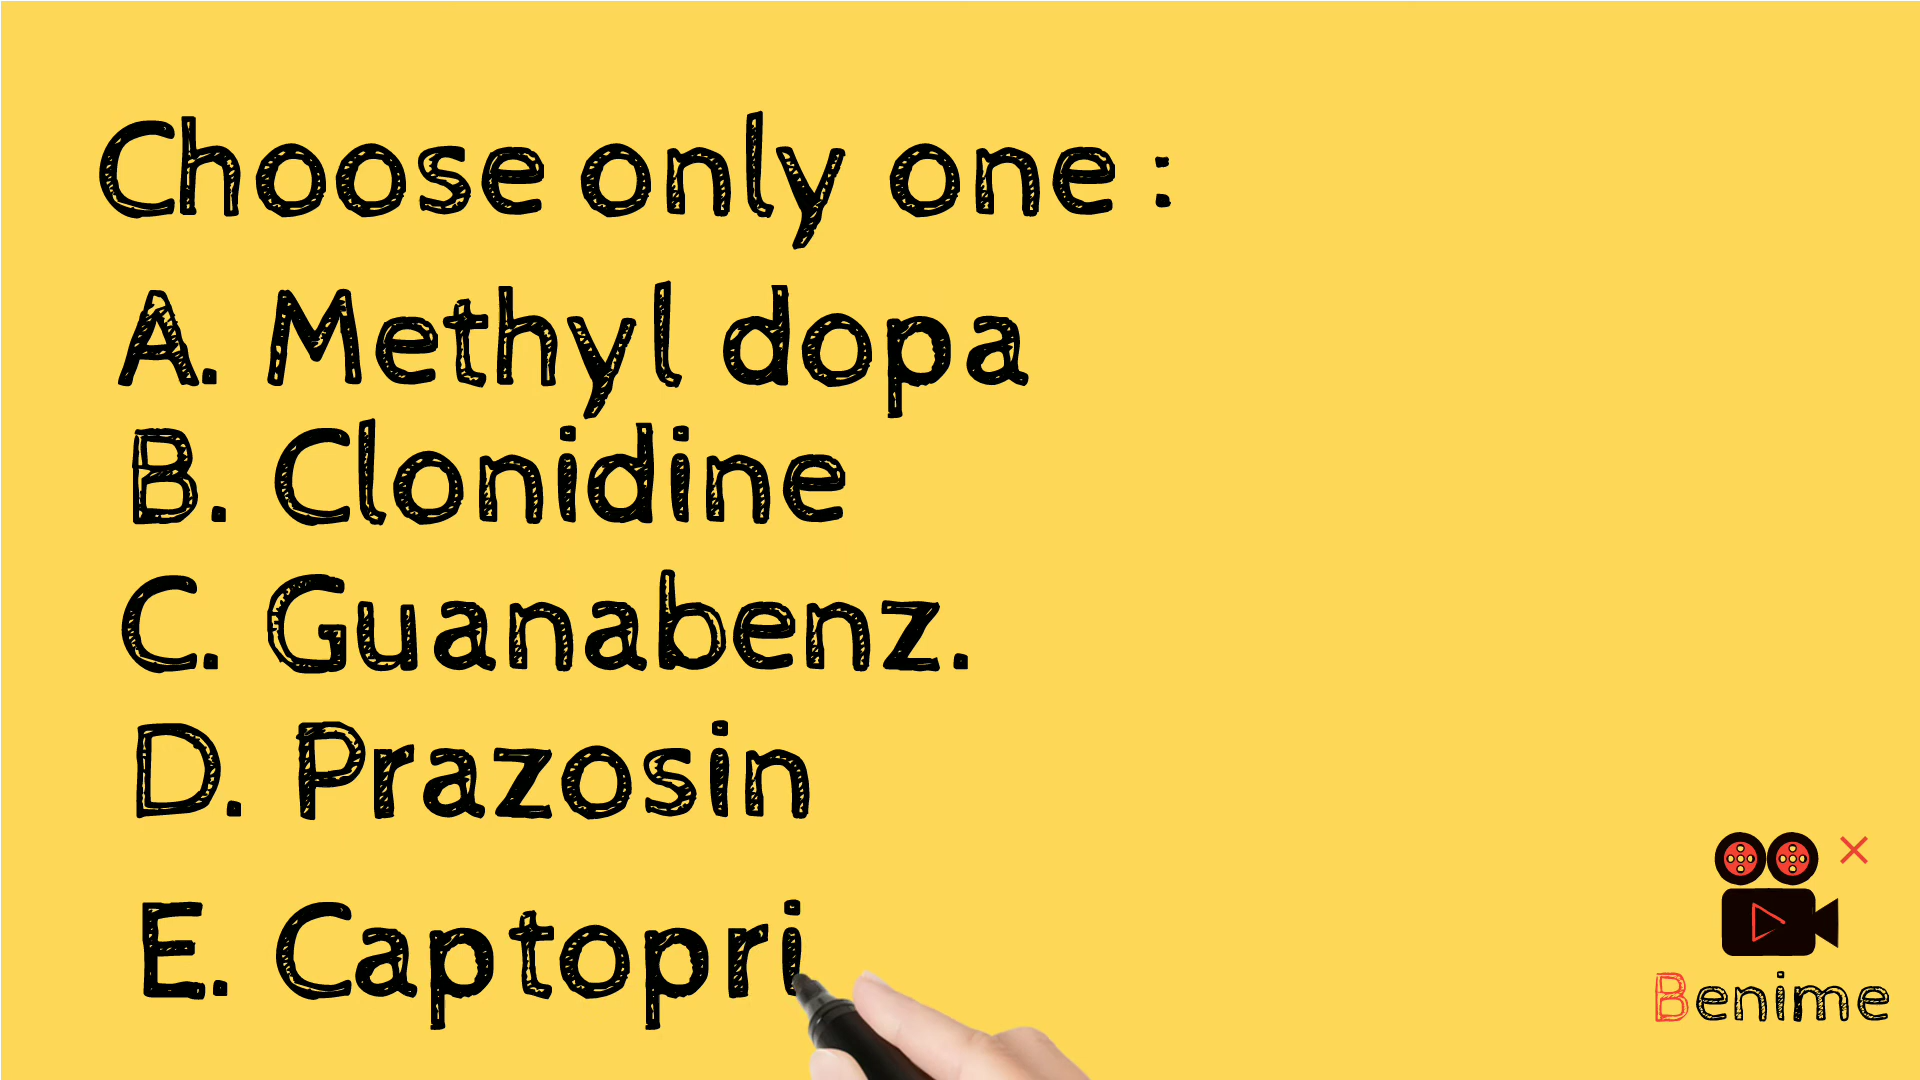 Choose only one :
A. Methyl dopa
B. Clonidine
C. Guanabenz.
D. Prazosin
E. Captopri
Benime